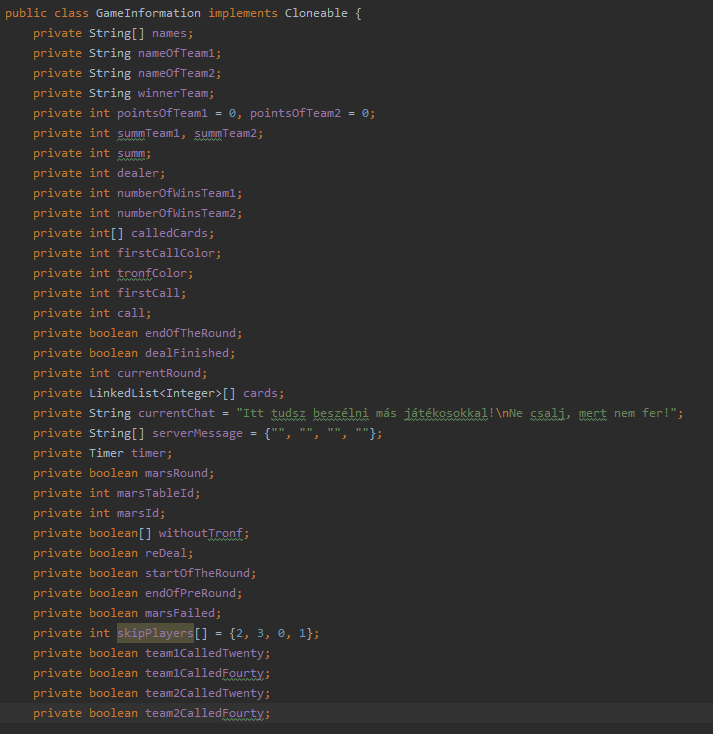 public class GameInformation implements Cloneable {
private String[] names;
private String nameOfTeam1;
private String nameOfTeam2;
private String winnerTeam;
private int pointsOfTeam1 = 0, pointsOfTeam2 = 0;
private int summTeam1, summTeam2;
private int summ;
private int dealer;
private int numberOfWinsTeam1;
private int numberOfWinsTeam2;
private int[] calledCards;
private int firstCallColor;
private int tronfColor;
private int firstCall;
private int call;
private boolean endOfTheRound;
private boolean dealFinished;
private int currentRound;
private LinkedList<Integer>[] cards;
private String currentChat = "Itt tudsz beszélni más játékosokkal!\nNe csalj, mert nem fer!";
private String[] serverMessage = {"", "", "", ""};
private Timer timer;
private boolean marsRound;
private int marsTableId;
private int marsId;
private boolean[] withoutTronf;
private boolean reDeal;
private boolean startOfTheRound;
private boolean endOfPreRound;
private boolean marsFailed;
private int skipPlayers[] = {2, 3, 0, 1};
private boolean team1CalledTwenty;
private boolean team1CalledFourty;
private boolean team2CalledTwenty;
private boolean team2CalledFourty;